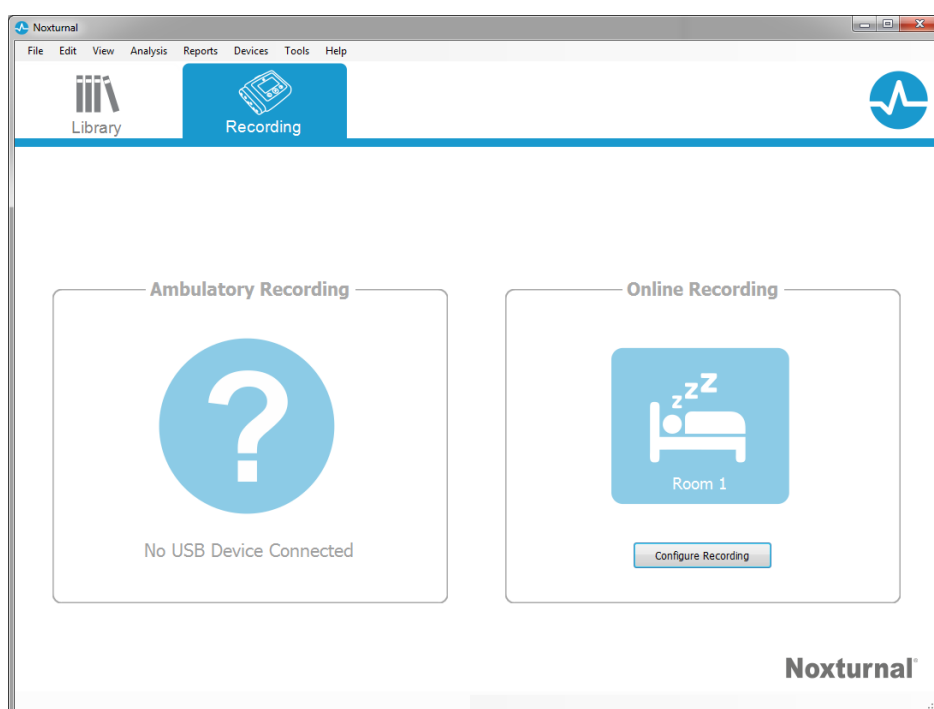 Noxturnal
File Edit View Analysis Reports Devices Tools Help
Library
Recording
Ambulatory Recording
No USB Device Connected
Online Recording
zzZ
Room 1
Configure Recording
Noxturnal